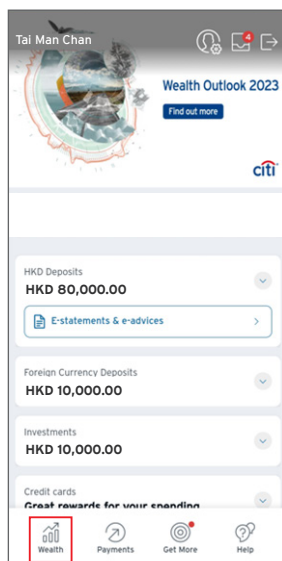 Tai Man Chan
4
Wealth Outlook 2023
Find out more
citi
HKD Deposits
HKD 80,000.00
E-statements & e-advices
Foreign Currency Deposits
HKD 10,000.00
Investments
HKD 10,000.00
Credit cards
Great rewards for your spending
Wealth
Payments
Get More
Help